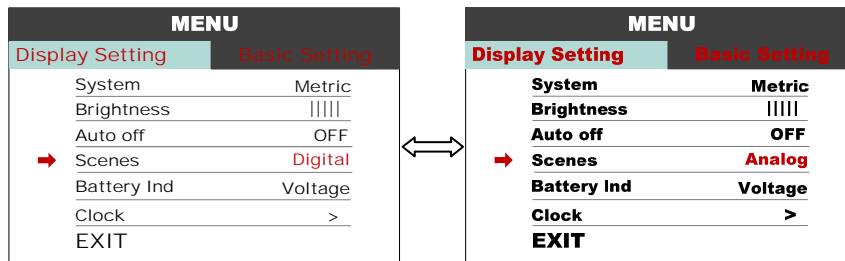 MENU
Display Setting Basic Setting
System Metric
Brightness |||||
Auto off OFF
Scenes Digital
Battery Ind Voltage
Clock >
EXIT
MENU
Display Setting Basic Setting
System Metric
Brightness |||||
Auto off OFF
Scenes Analog
Battery Ind Voltage
Clock >
EXIT